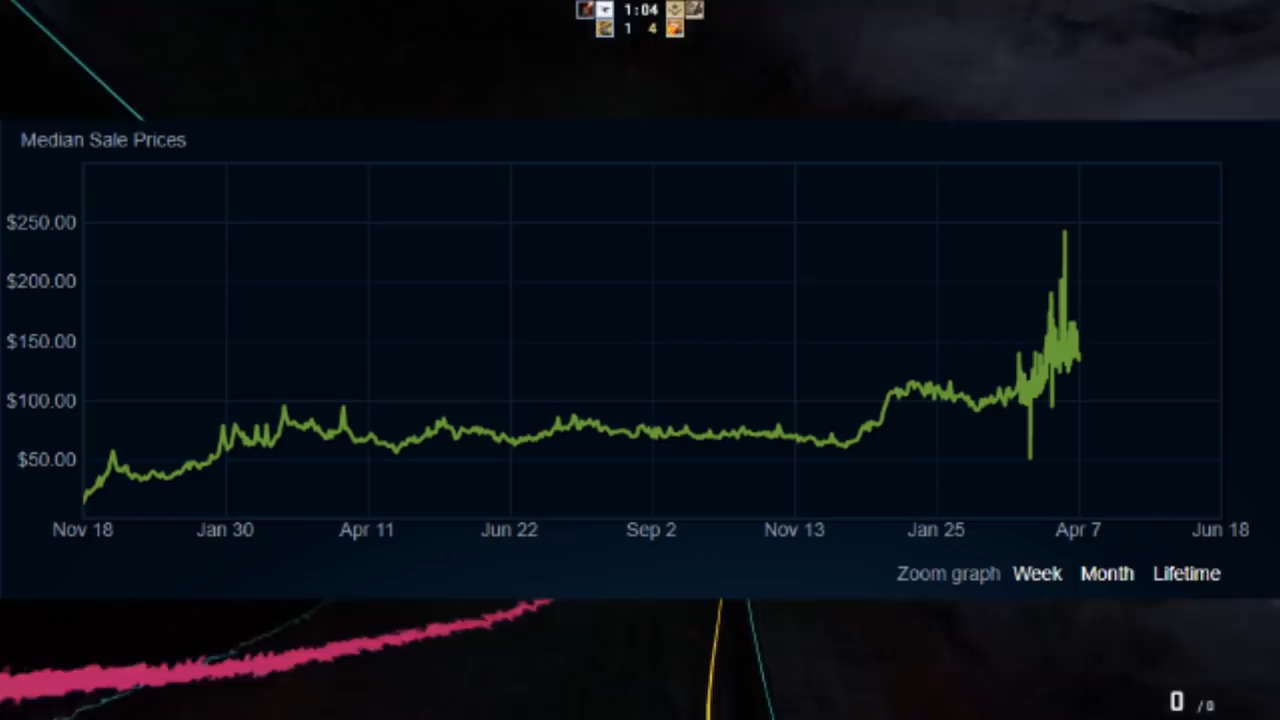 1:04
1 4
Median Sale Prices
$250.00
$200.00
$150.00
$100.00
$50.00
Nov 18 Jan 30 Apr 11 Jun 22 Sep 2 Nov 13 Jan 25 Apr 7 Jun 18
Zoom graph Week Month Lifetime
0 / 0